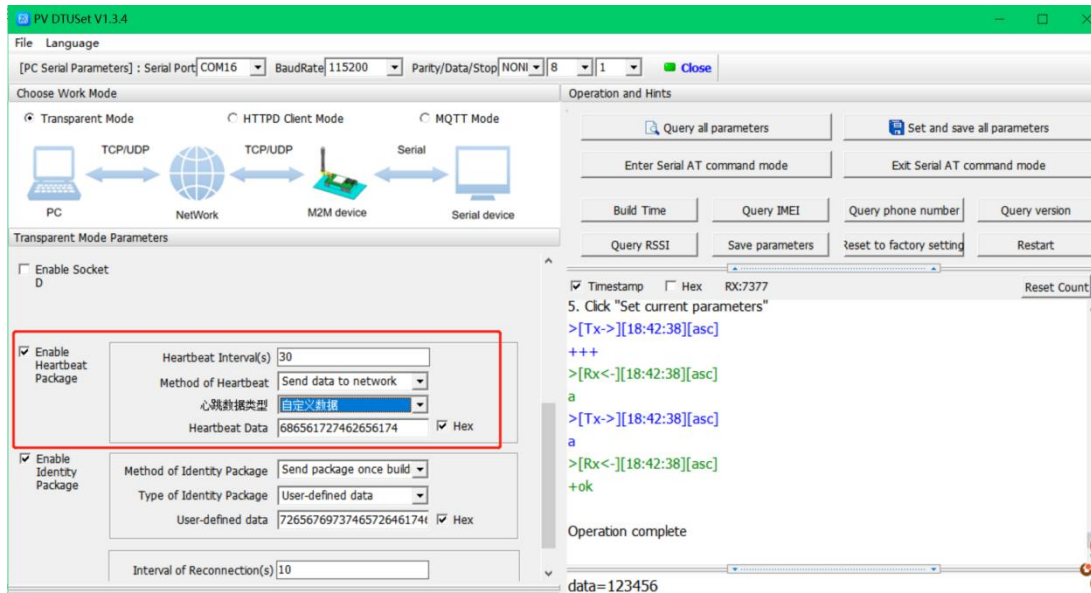 PV DTUSet V1.3.4
File Language
[PC Serial Parameters] : Serial Port COM16 BaudRate 115200 Parity/Data/Stop NONI 8 1 Close
Choose Work Mode
Transparent Mode HTTPD Client Mode MQTT Mode
TCP/UDP TCP/UDP Serial
PC NetWork M2M device Serial device
Transparent Mode Parameters
Enable Socket
D
Enable
Heartbeat
Package
Heartbeat Interval(s) 30
Method of Heartbeat Send data to network
心跳数据类型 自定义数据
Heartbeat Data 686561727462656174 Hex
Enable
Identity
Package
Method of Identity Package Send package once build
Type of Identity Package User-defined data
User-defined data 72656769737465726461746 Hex
Interval of Reconnection(s) 10
Operation and Hints
Query all parameters Set and save all parameters
Enter Serial AT command mode Exit Serial AT command mode
Build Time Query IMEI Query phone number Query version
Query RSSI Save parameters Reset to factory setting Restart
Timestamp Hex RX:7377 Reset Count
5. Click "Set current parameters"
>[Tx->][18:42:38][asc]
+++
>[Rx<-][18:42:38][asc]
a
>[Tx->][18:42:38][asc]
a
>[Rx<-][18:42:38][asc]
+ok
Operation complete
data=123456